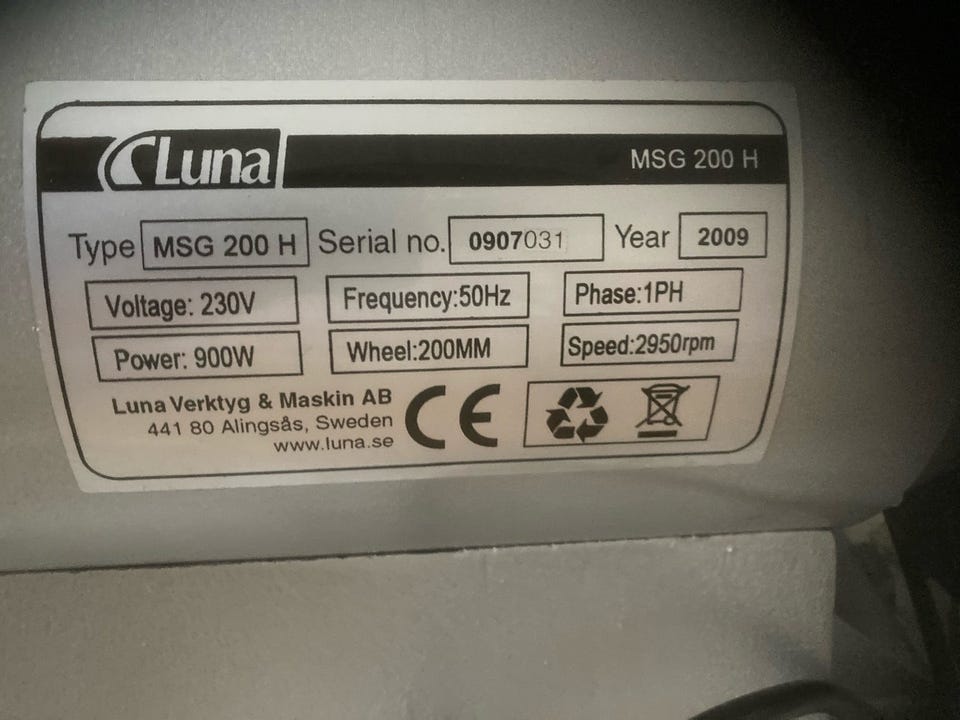 Luna MSG 200 H
Type MSG 200 H Serial no. 0907031 Year 2009
Voltage: 230V Frequency:50Hz Phase:1PH
Power: 900W Wheel:200MM Speed:2950rpm
Luna Verktyg & Maskin AB
441 80 Alingsås, Sweden
www.luna.se
CE